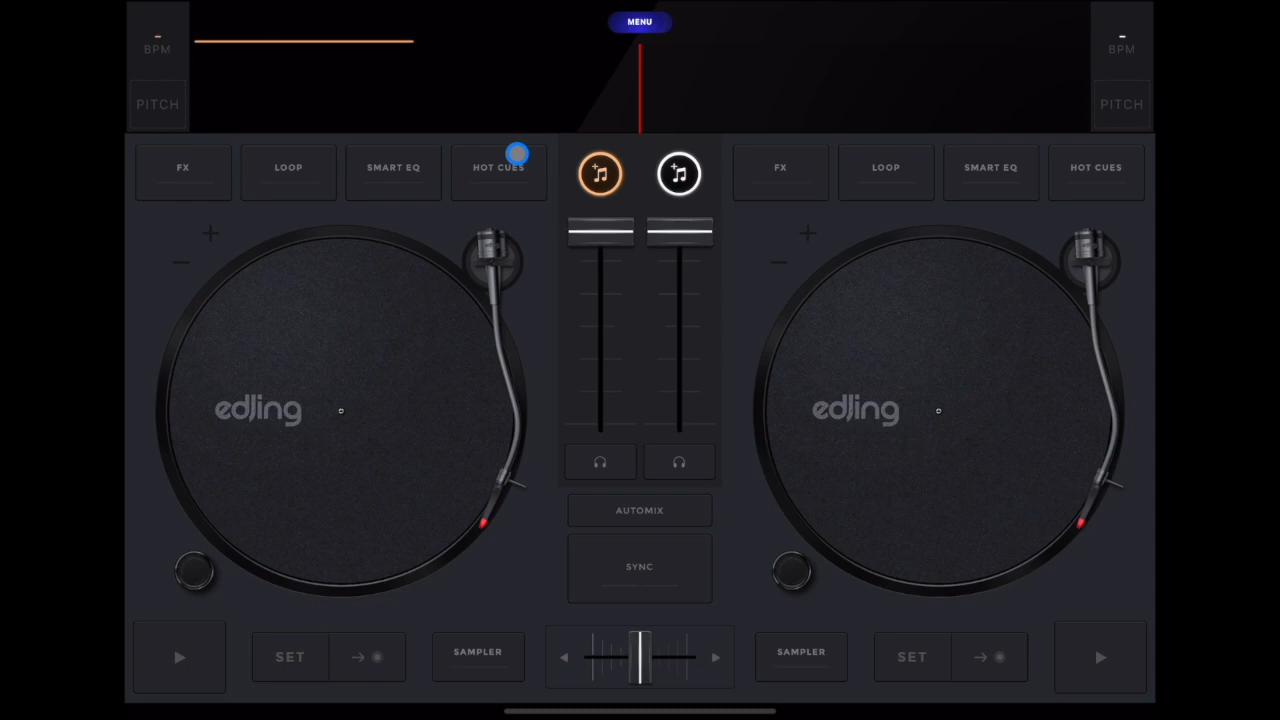 MENU
-
BPM
-
BPM
PITCH
PITCH
FX
LOOP
SMART EQ
HOT CUES
FX
LOOP
SMART EQ
HOT CUES
edjing
edjing
AUTOMIX
SYNC
SET
SAMPLER
SAMPLER
SET